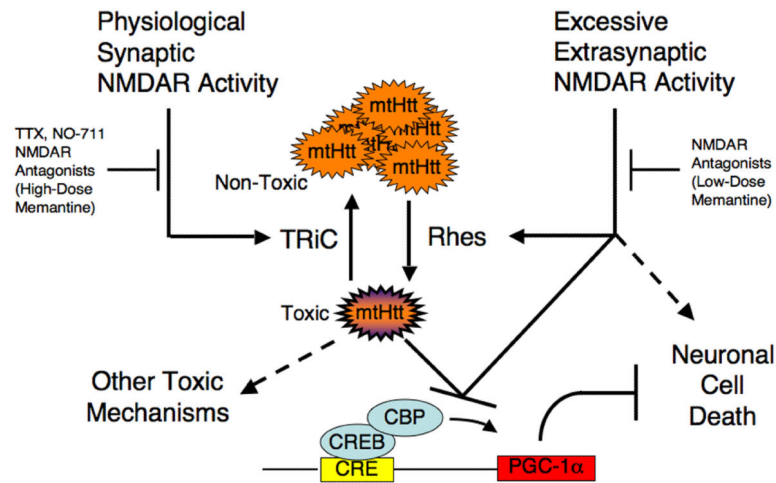 Physiological
Synaptic
NMDAR Activity
Excessive
Extrasynaptic
NMDAR Activity
TTX, NO-711
NMDAR
Antagonists
(High-Dose
Memantine)
mtHtt
mtHtt
mtHtt
Non-Toxic
NMDAR
Antagonists
(Low-Dose
Memantine)
TRiC
Rhes
Toxic
mtHtt
Other Toxic
Mechanisms
Neuronal
Cell
Death
CBP
CREB
CRE
PGC-1α